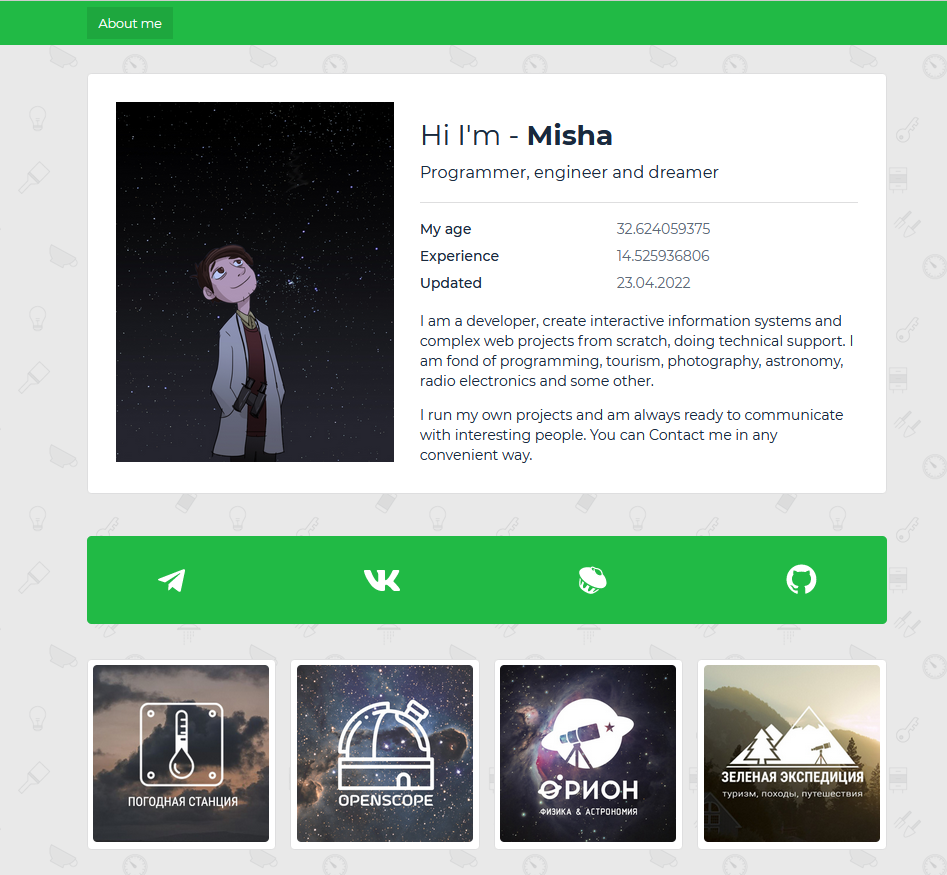 About me
Hi I'm - Misha
Programmer, engineer and dreamer
My age 32.624059375
Experience 14.525936806
Updated 23.04.2022
I am a developer, create interactive information systems and
complex web projects from scratch, doing technical support. I
am fond of programming, tourism, photography, astronomy,
radio electronics and some other.
I run my own projects and am always ready to communicate
with interesting people. You can Contact me in any
convenient way.
ПОГОДНАЯ СТАНЦИЯ
OPENSCOPE
ОРИОН
ФИЗИКА & АСТРОНОМИЯ
ЗЕЛЕНАЯ ЭКСПЕДИЦИЯ
туризм, походы, путешествия